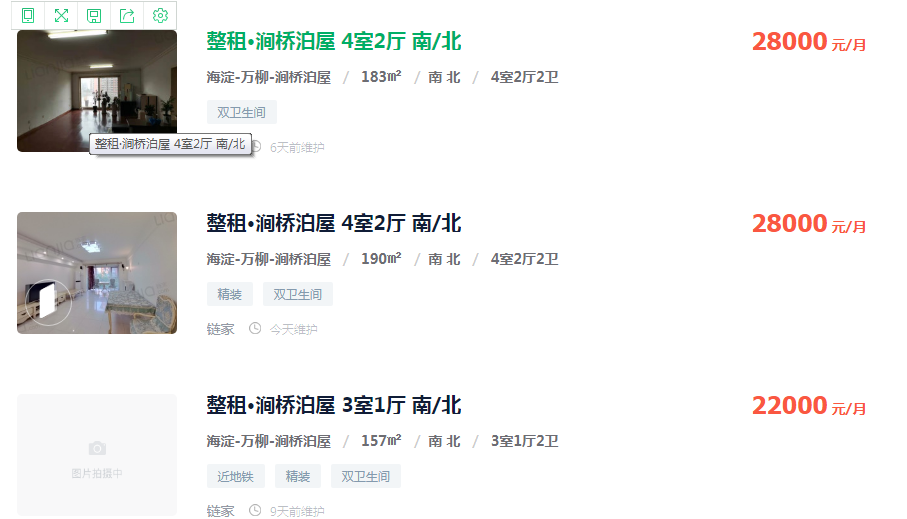 整租·涧桥泊屋 4室2厅 南/北
28000 元/月
海淀-万柳-涧桥泊屋 / 183㎡ / 南 北 / 4室2厅2卫
双卫生间
整租·涧桥泊屋 4室2厅 南/北
6天前维护
整租·涧桥泊屋 4室2厅 南/北
28000 元/月
海淀-万柳-涧桥泊屋 / 190㎡ / 南 北 / 4室2厅2卫
精装 双卫生间
链家 今天维护
整租·涧桥泊屋 3室1厅 南/北
22000 元/月
海淀-万柳-涧桥泊屋 / 157㎡ / 南 北 / 3室1厅2卫
图片拍摄中
近地铁 精装 双卫生间
链家 9天前维护